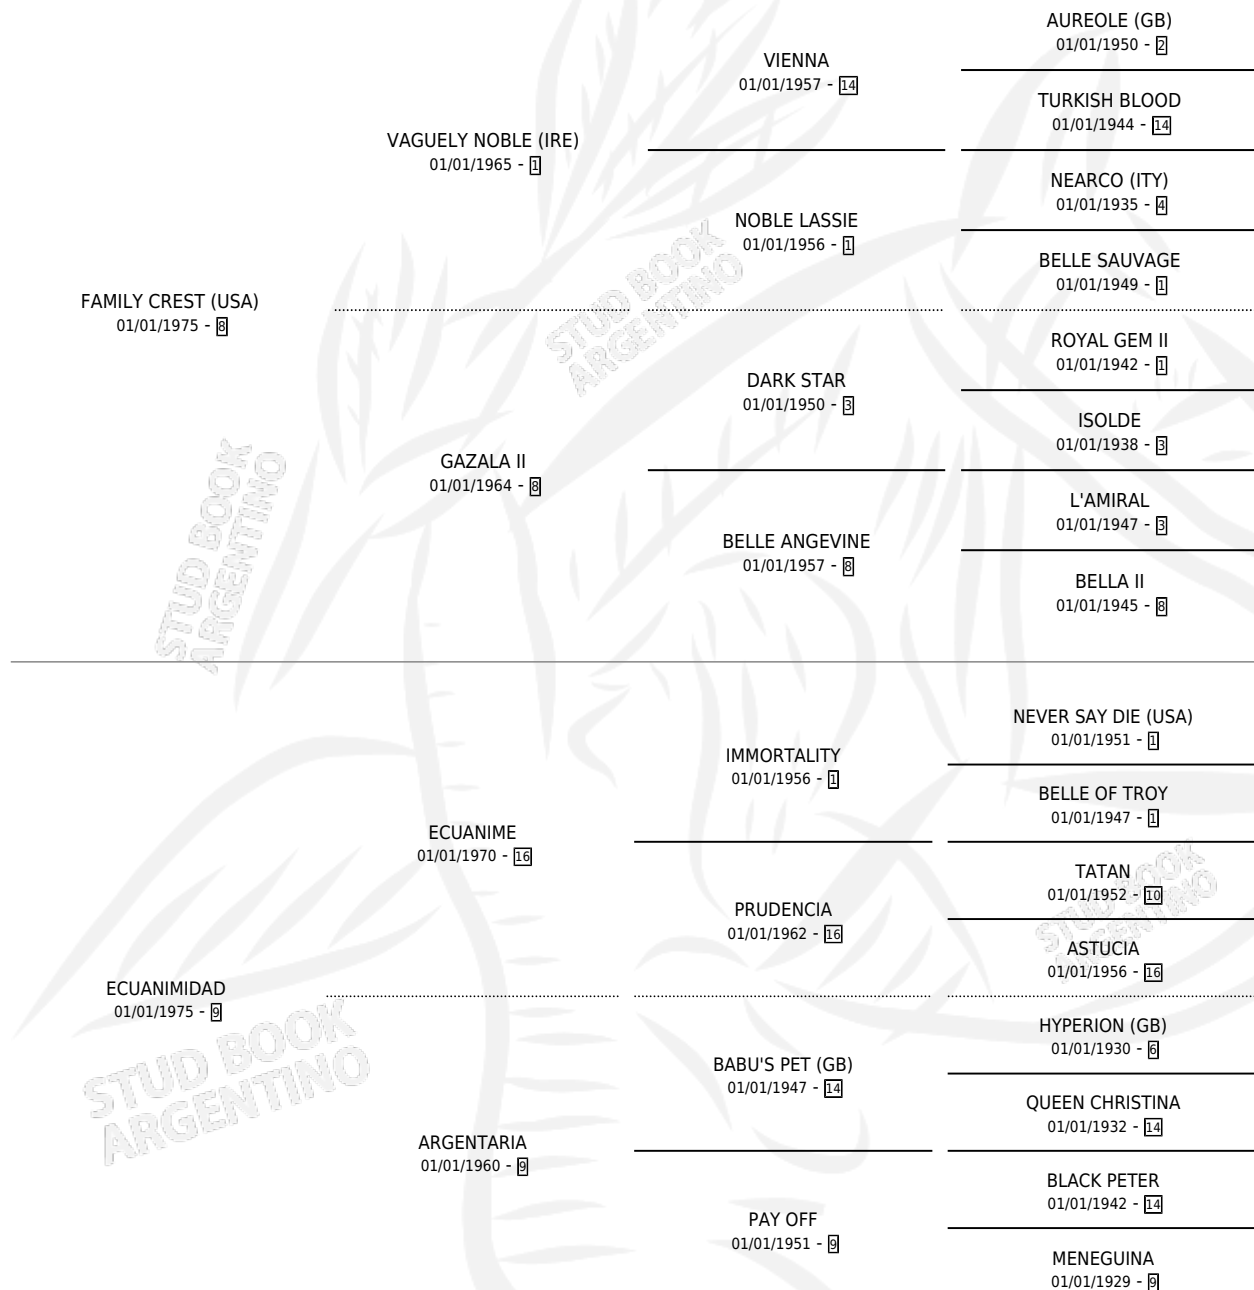 AUREOLE (GB)
01/01/1950 - 2
VIENNA
01/01/1957 - 14
TURKISH BLOOD
01/01/1944 - 14
VAGUELY NOBLE (IRE)
01/01/1965 - 1
NEARCO (ITY)
01/01/1935 - 4
NOBLE LASSIE
01/01/1956 - 1
BELLE SAUVAGE
01/01/1949 - 1
FAMILY CREST (USA)
01/01/1975 - 8
STUD BOOK
ARGENTINO
ROYAL GEM II
01/01/1942 - 1
DARK STAR
01/01/1950 - 3
ISOLDE
01/01/1938 - 3
GAZALA II
01/01/1964 - 8
L'AMIRAL
01/01/1947 - 3
BELLE ANGEVINE
01/01/1957 - 8
BELLA II
01/01/1945 - 8
STUD BOOK
ARGENTINO
NEVER SAY DIE (USA)
01/01/1951 - 1
IMMORTALITY
01/01/1956 - 1
BELLE OF TROY
01/01/1947 - 1
ECUANIME
01/01/1970 - 16
TATAN
01/01/1952 - 10
PRUDENCIA
01/01/1962 - 16
ASTUCIA
01/01/1956 - 16
STUD BOOK
ARGENTINO
ECUANIMIDAD
01/01/1975 - 9
HYPERION (GB)
01/01/1930 - 6
BABU'S PET (GB)
01/01/1947 - 14
QUEEN CHRISTINA
01/01/1932 - 14
STUD BOOK
ARGENTINO
ARGENTARIA
01/01/1960 - 9
BLACK PETER
01/01/1942 - 14
PAY OFF
01/01/1951 - 9
MENEGUINA
01/01/1929 - 9